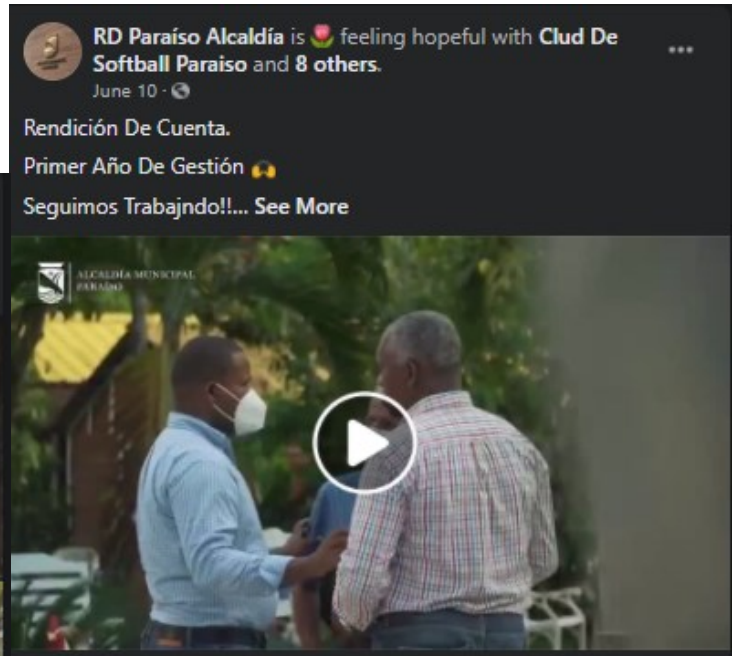 RD Paraíso Alcaldía is 🌷 feeling hopeful with Clud De
Softball Paraiso and 8 others.
June 10 ·
Rendición De Cuenta.
Primer Año De Gestión 🙌
Seguimos Trabajndo!!... See More
ALCALDÍA MUNICIPAL
PARAÍSO